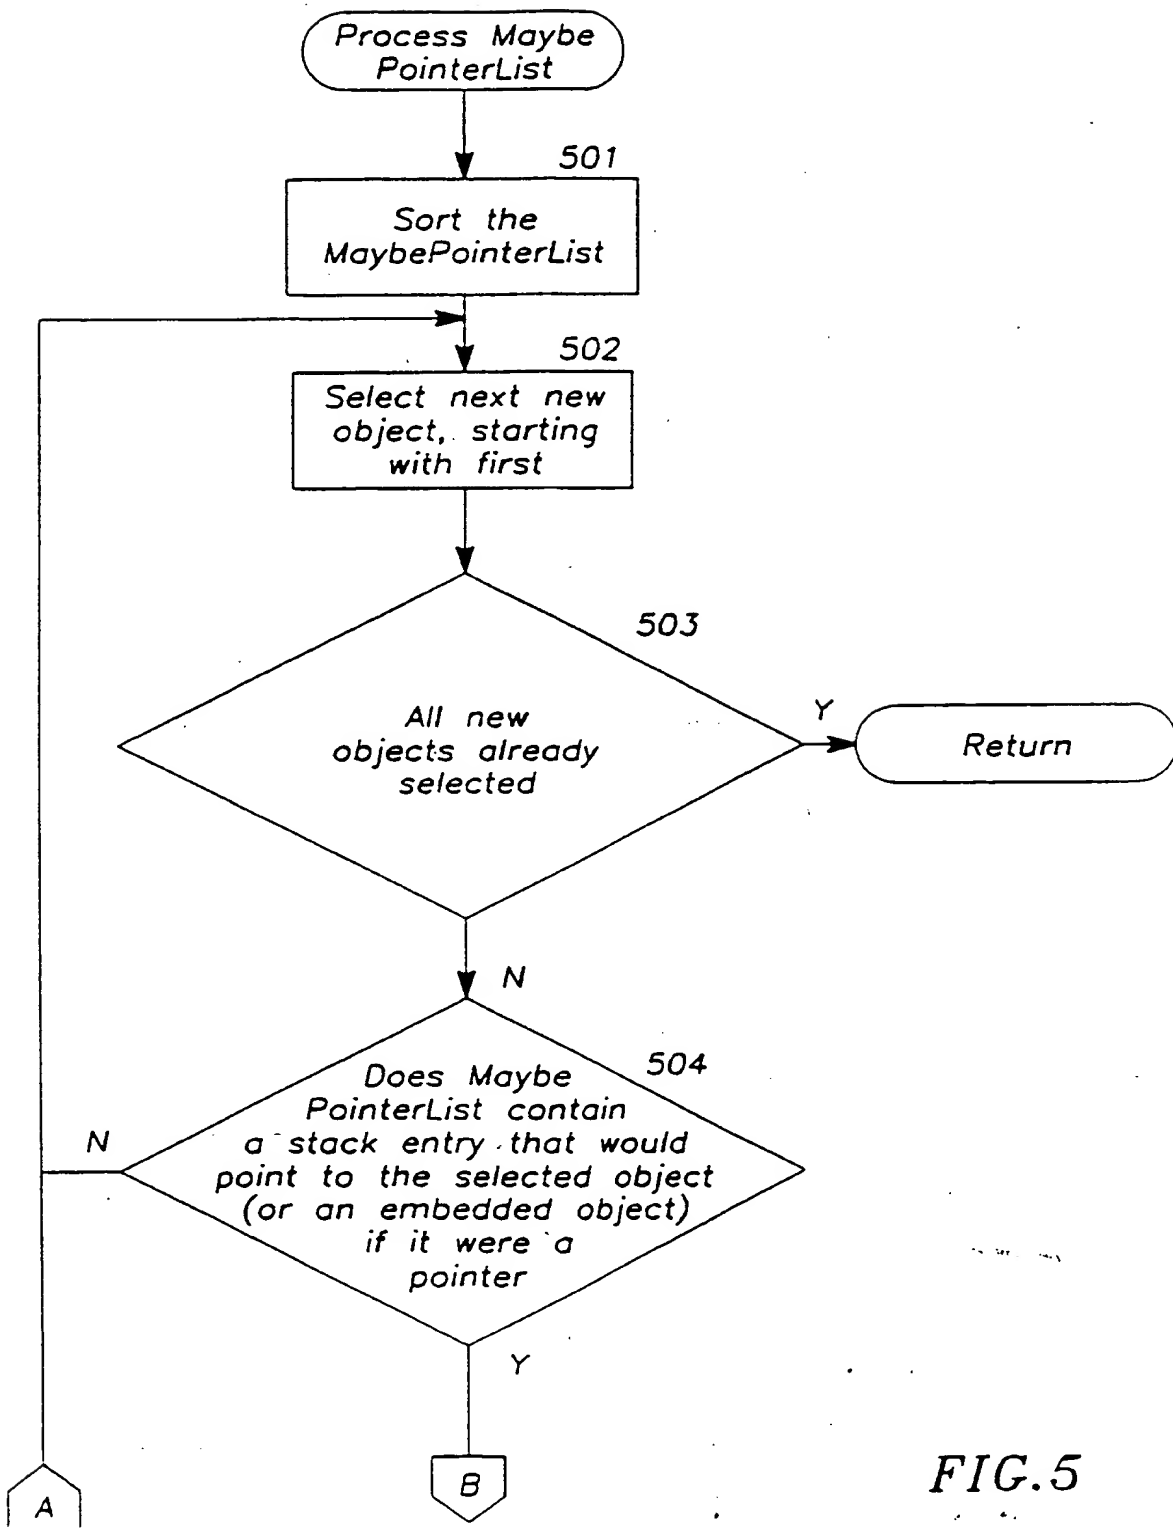 Process Maybe
PointerList
501
Sort the
MaybePointerList
502
Select next new
object, starting
with first
503
All new
objects already
selected
Y
Return
N
504
Does Maybe
PointerList contain
a stack entry that would
point to the selected object
(or an embedded object)
if it were a
pointer
N
Y
A
B
FIG.5